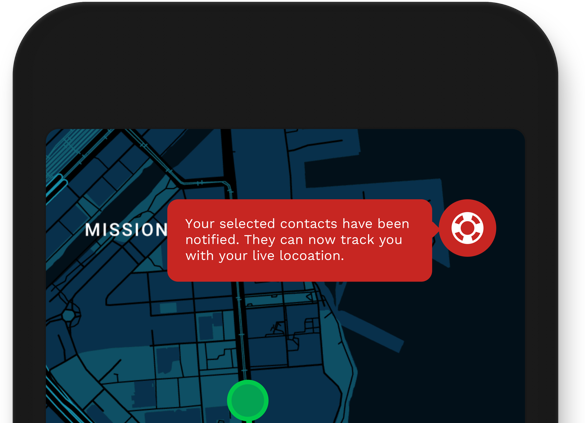 MISSION
Your selected contacts have been
notified. They can now track you
with your live locoation.